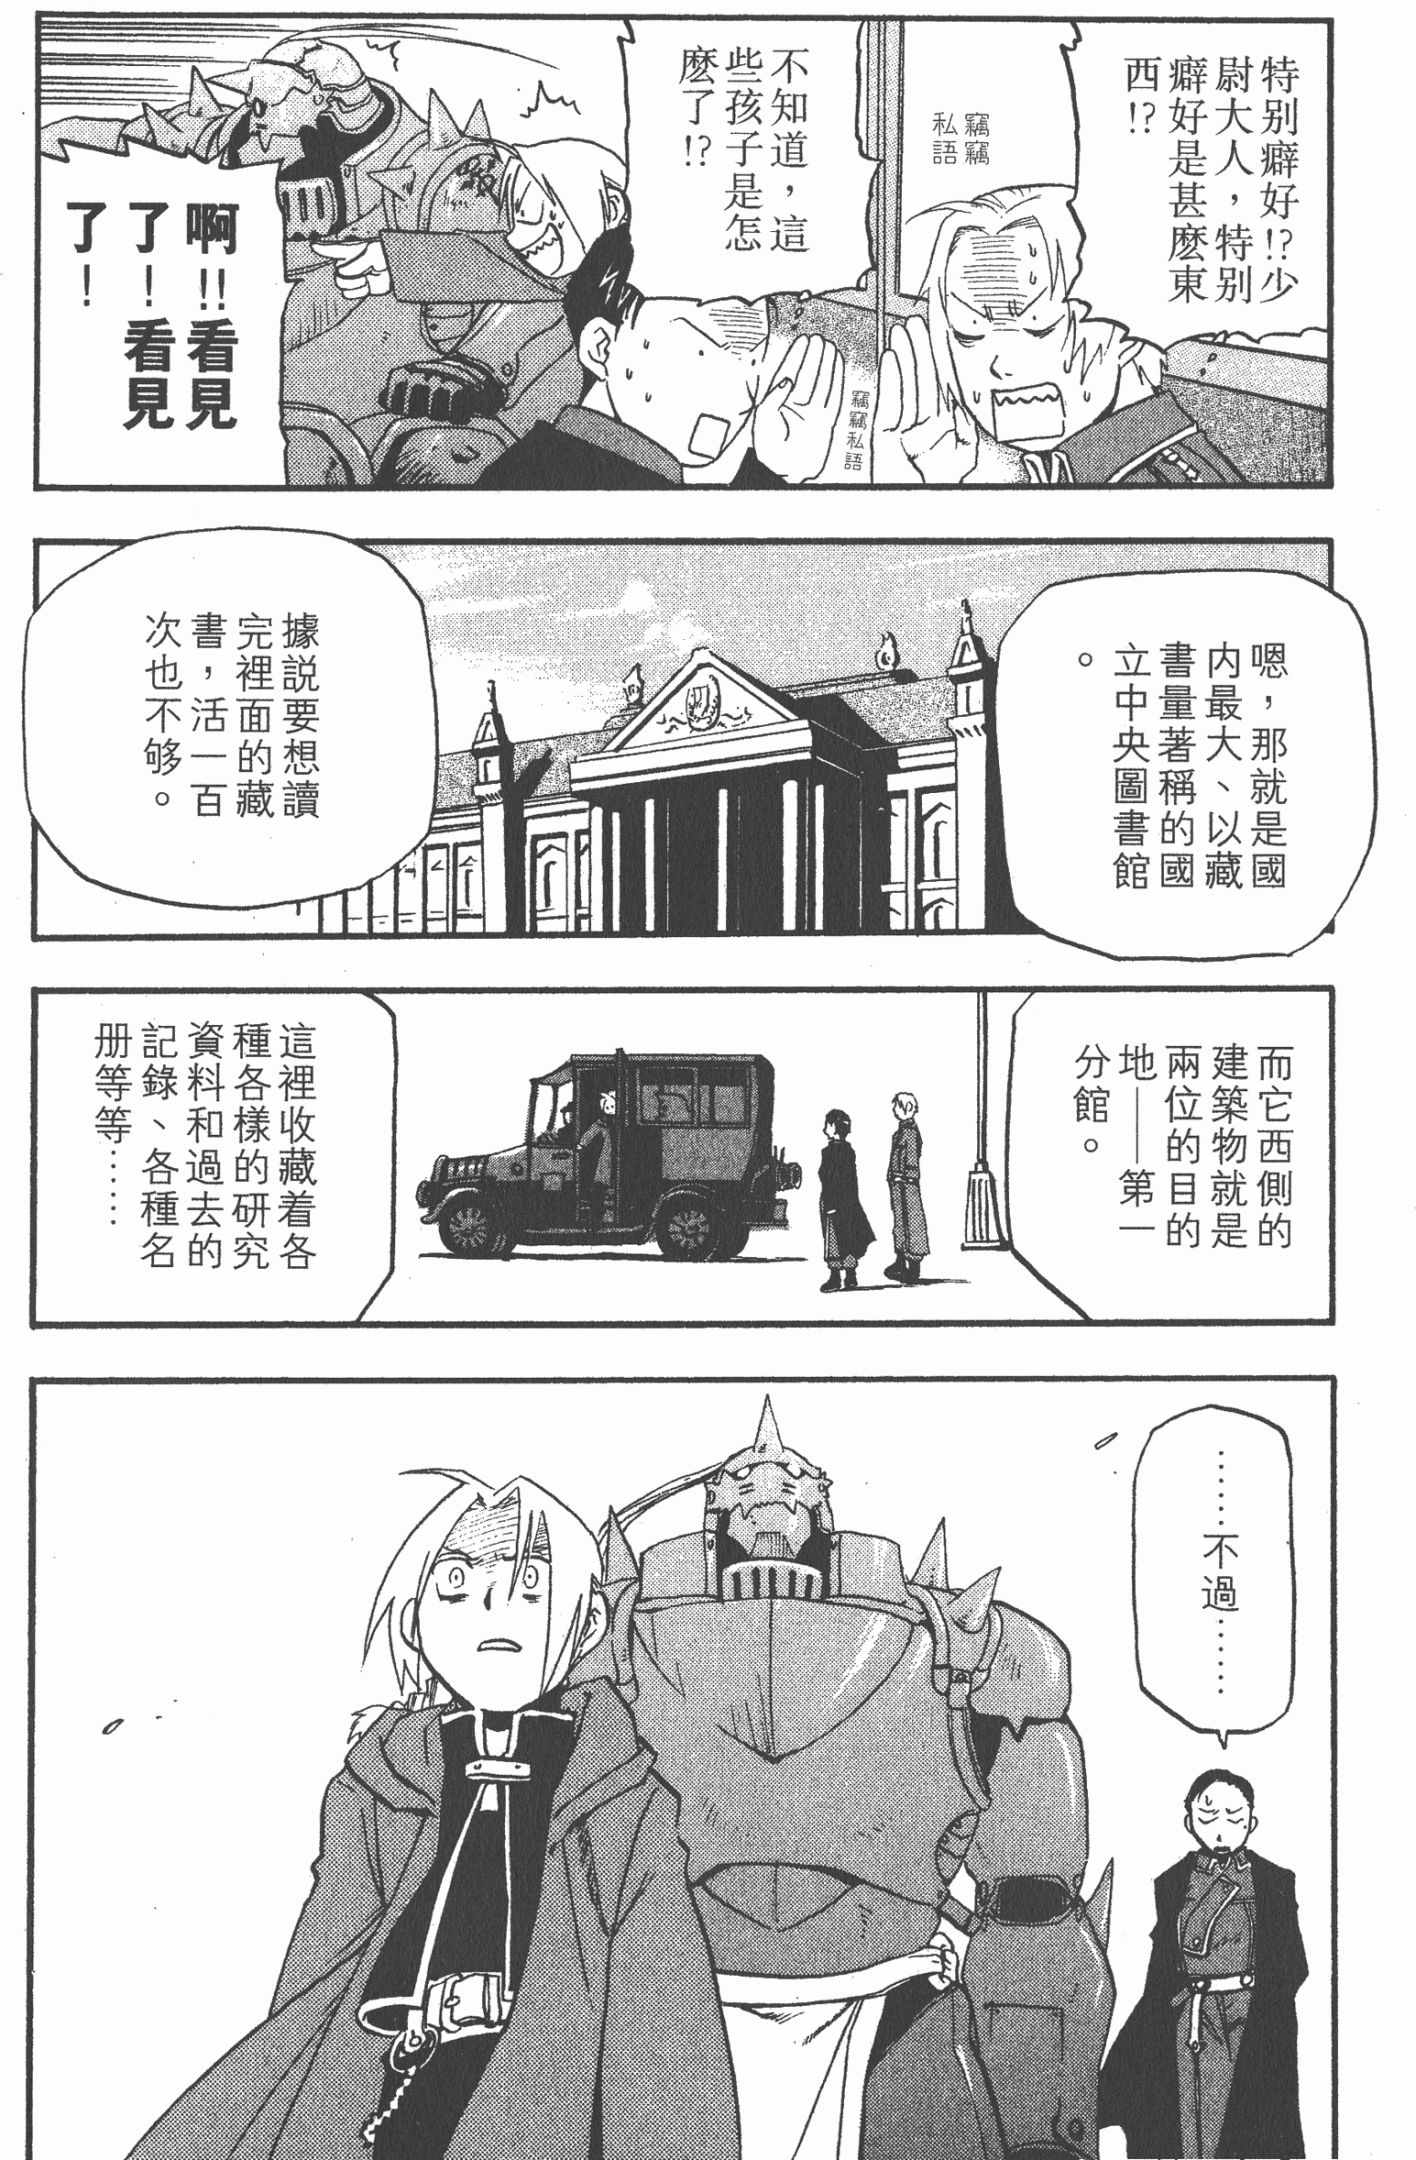 特別癖好!?少
尉大人，特別
癖好是甚麼東
西!?
竊竊
私語
不知道，這
些孩子是怎
麼了!?
竊竊私語
啊!!看見
了！看見
了！
嗯，那就是國
内最大、以藏
書量著稱的國
立中央圖書館
。
據説要想讀
完裡面的藏
書，活一百
次也不够。
而它西側的
建築物就是
兩位的目的
地——第一
分館。
這裡收藏着各
種各樣的研究
資料和過去的
記錄、各種名
册等等……
……不過……